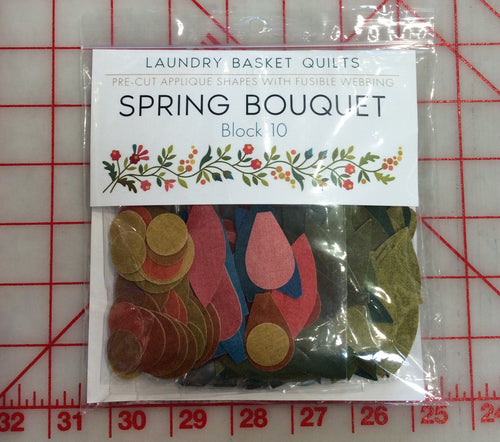 LAUNDRY BASKET QUILTS
PRE-CUT APPLIQUE SHAPES WITH FUSIBLE WEBBING
SPRING BOUQUET
Block 10
32 31 30 29 28 27 26 25 24